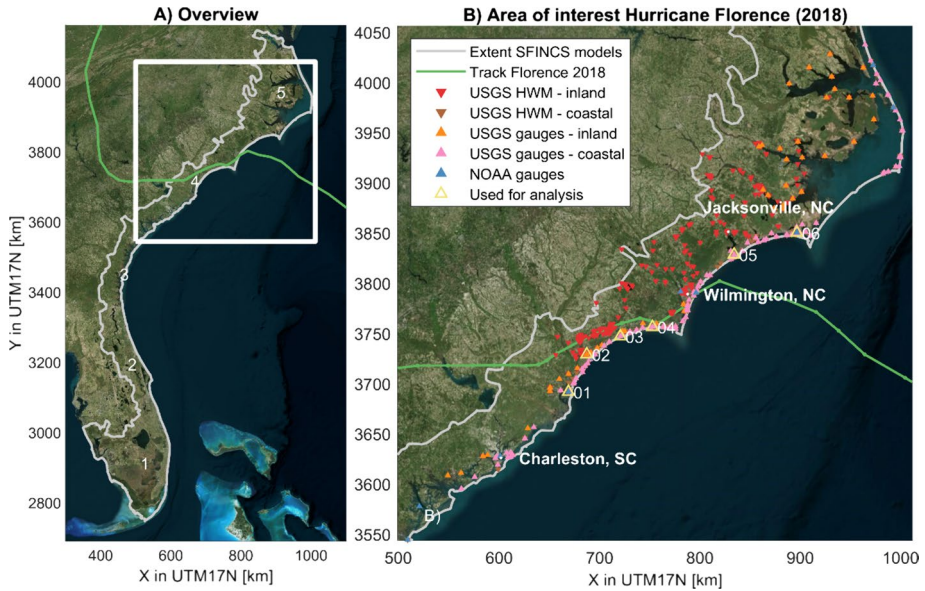 A) Overview
B) Area of interest Hurricane Florence (2018)
Y in UTM17N [km]
4000
3800
3600
3400
3200
3000
2800
400
600
800
1000
X in UTM17N [km]
5
4
3
2
1
4050
4000
3950
3900
3850
3800
3750
3700
3650
3600
3550
500
600
700
800
900
1000
X in UTM17N [km]
Extent SFINCS models
Track Florence 2018
USGS HWM - inland
USGS HWM - coastal
USGS gauges - inland
USGS gauges - coastal
NOAA gauges
Used for analysis
Jacksonville, NC
06
05
Wilmington, NC
04
03
02
01
Charleston, SC
B)